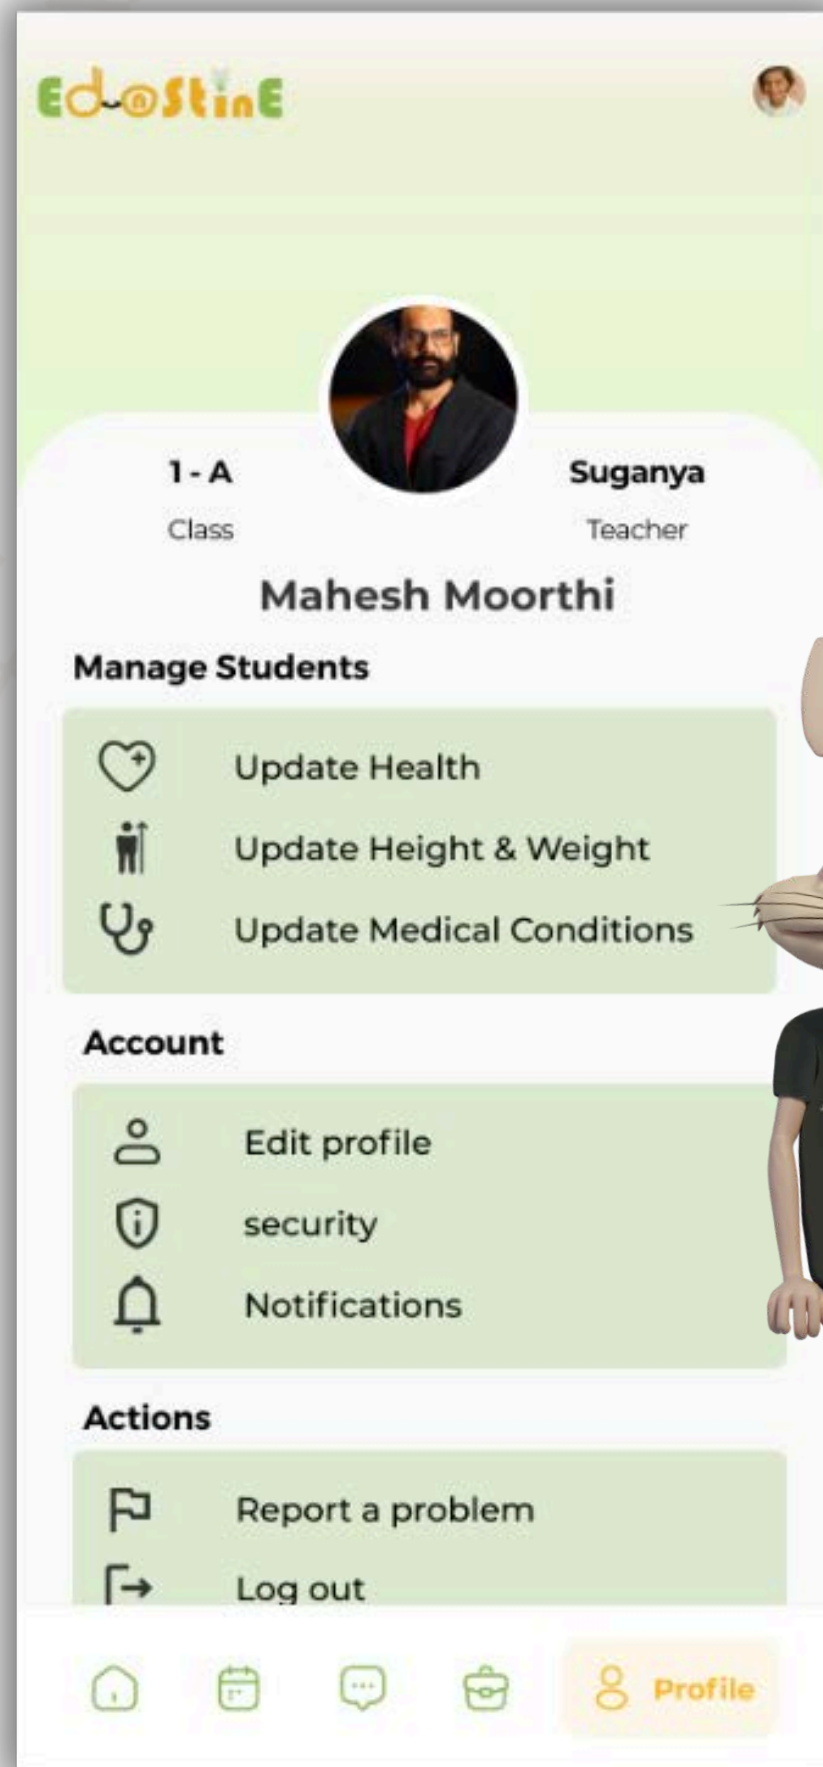 Ed@StinE
1 - A
Suganya
Class
Teacher
Mahesh Moorthi
Manage Students
Update Health
Update Height & Weight
Update Medical Conditions
Account
Edit profile
security
Notifications
Actions
Report a problem
Log out
Profile